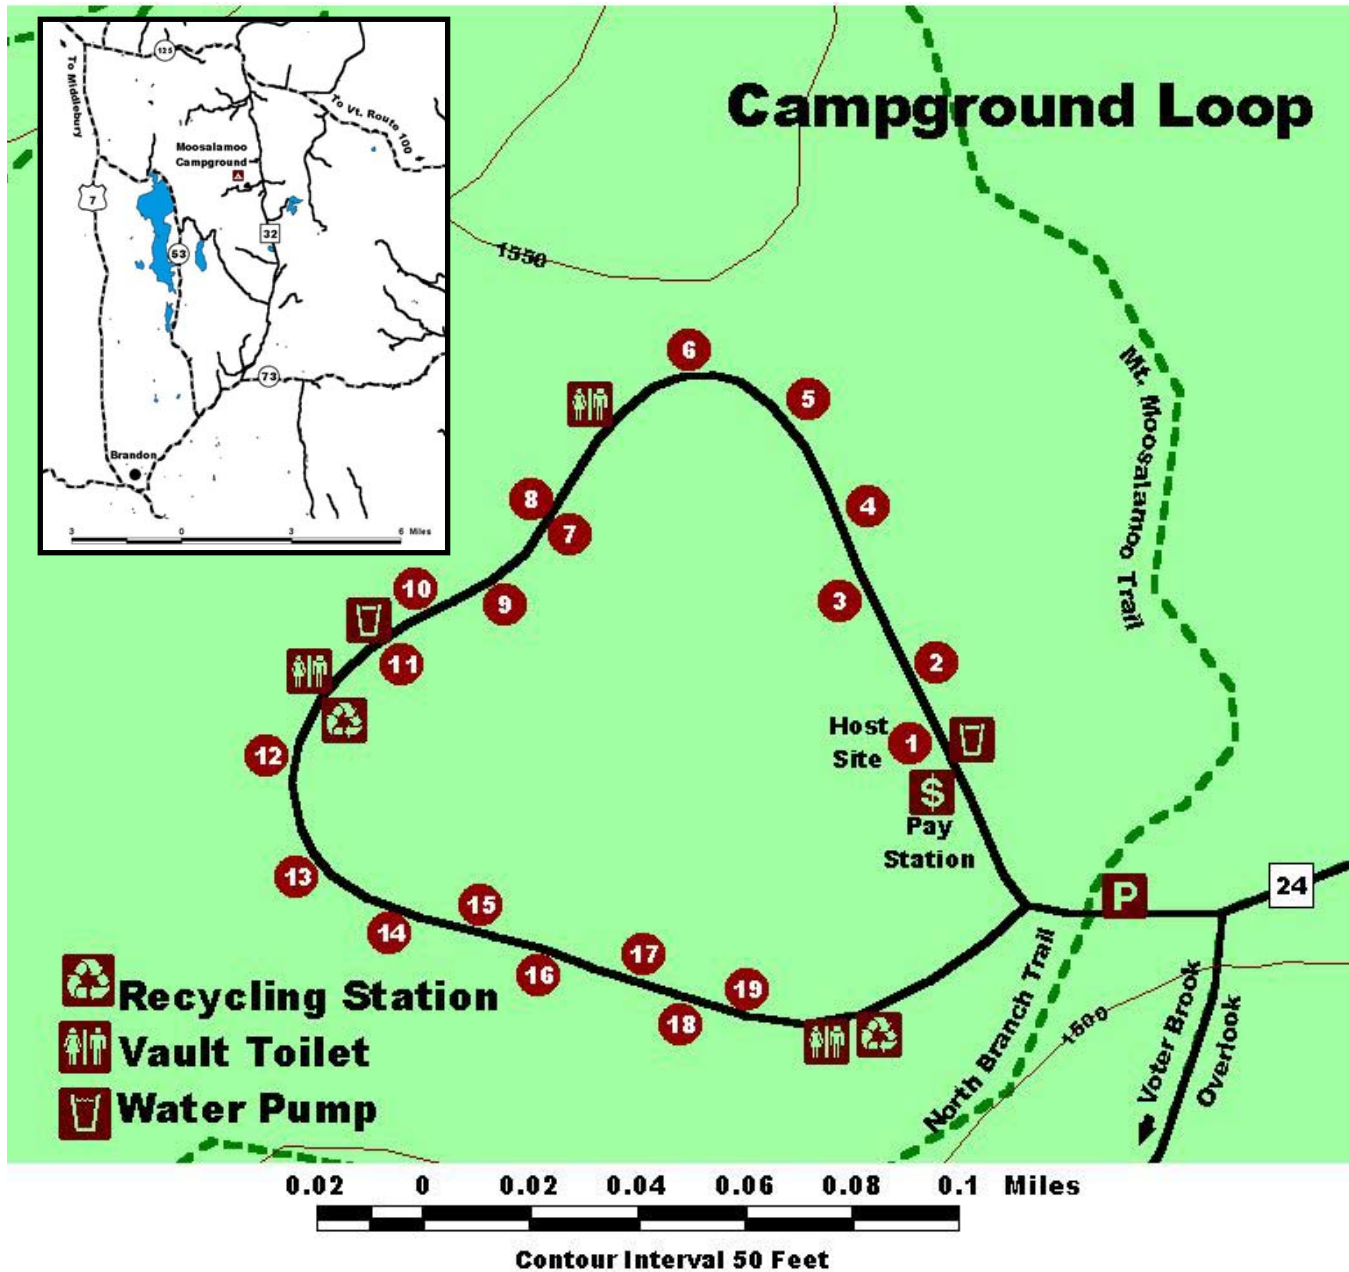 Campground Loop
125
To Middlebury
To Vt. Route 100
Moosalamoo
Campground
7
32
53
73
Brandon
3 0 3 6 Miles
1550
Mt. Moosalamoo Trail
6
5
8
4
7
10
3
9
11
2
Host
Site
1
12
$
Pay
Station
13
P
24
15
14
17
16
19
18
North Branch Trail
1500
Voter Brook
Overlook
Recycling Station
Vault Toilet
Water Pump
0.02 0 0.02 0.04 0.06 0.08 0.1 Miles
Contour Interval 50 Feet